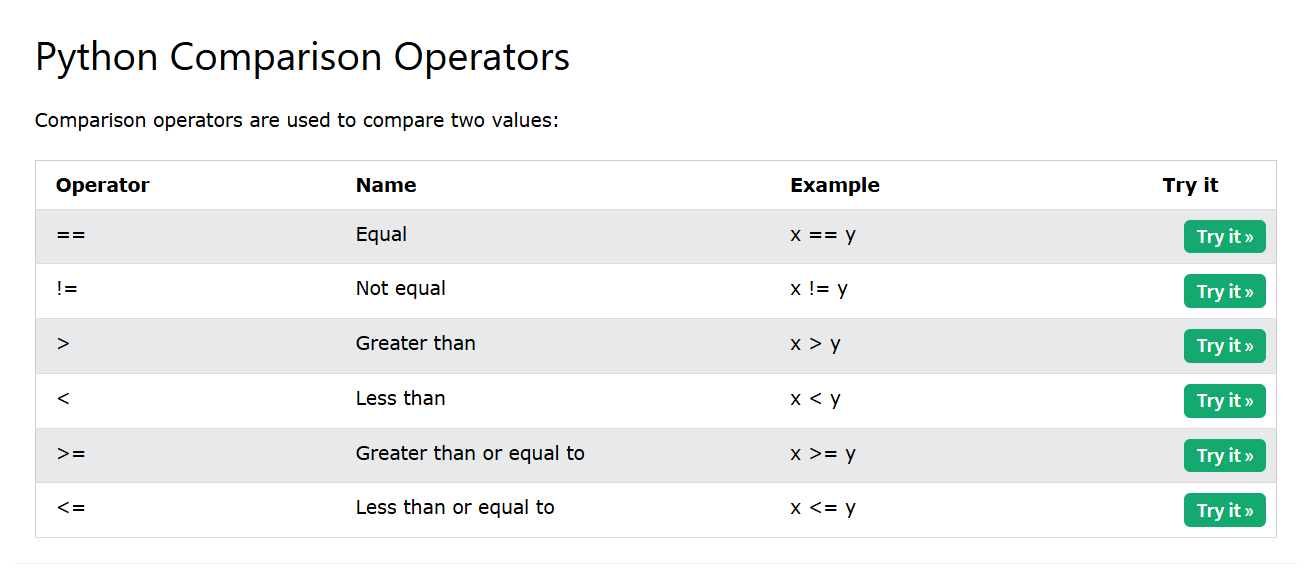 Python Comparison Operators
Comparison operators are used to compare two values:
Operator Name Example Try it
== Equal x == y Try it »
!= Not equal x != y Try it »
> Greater than x > y Try it »
< Less than x < y Try it »
>= Greater than or equal to x >= y Try it »
<= Less than or equal to x <= y Try it »